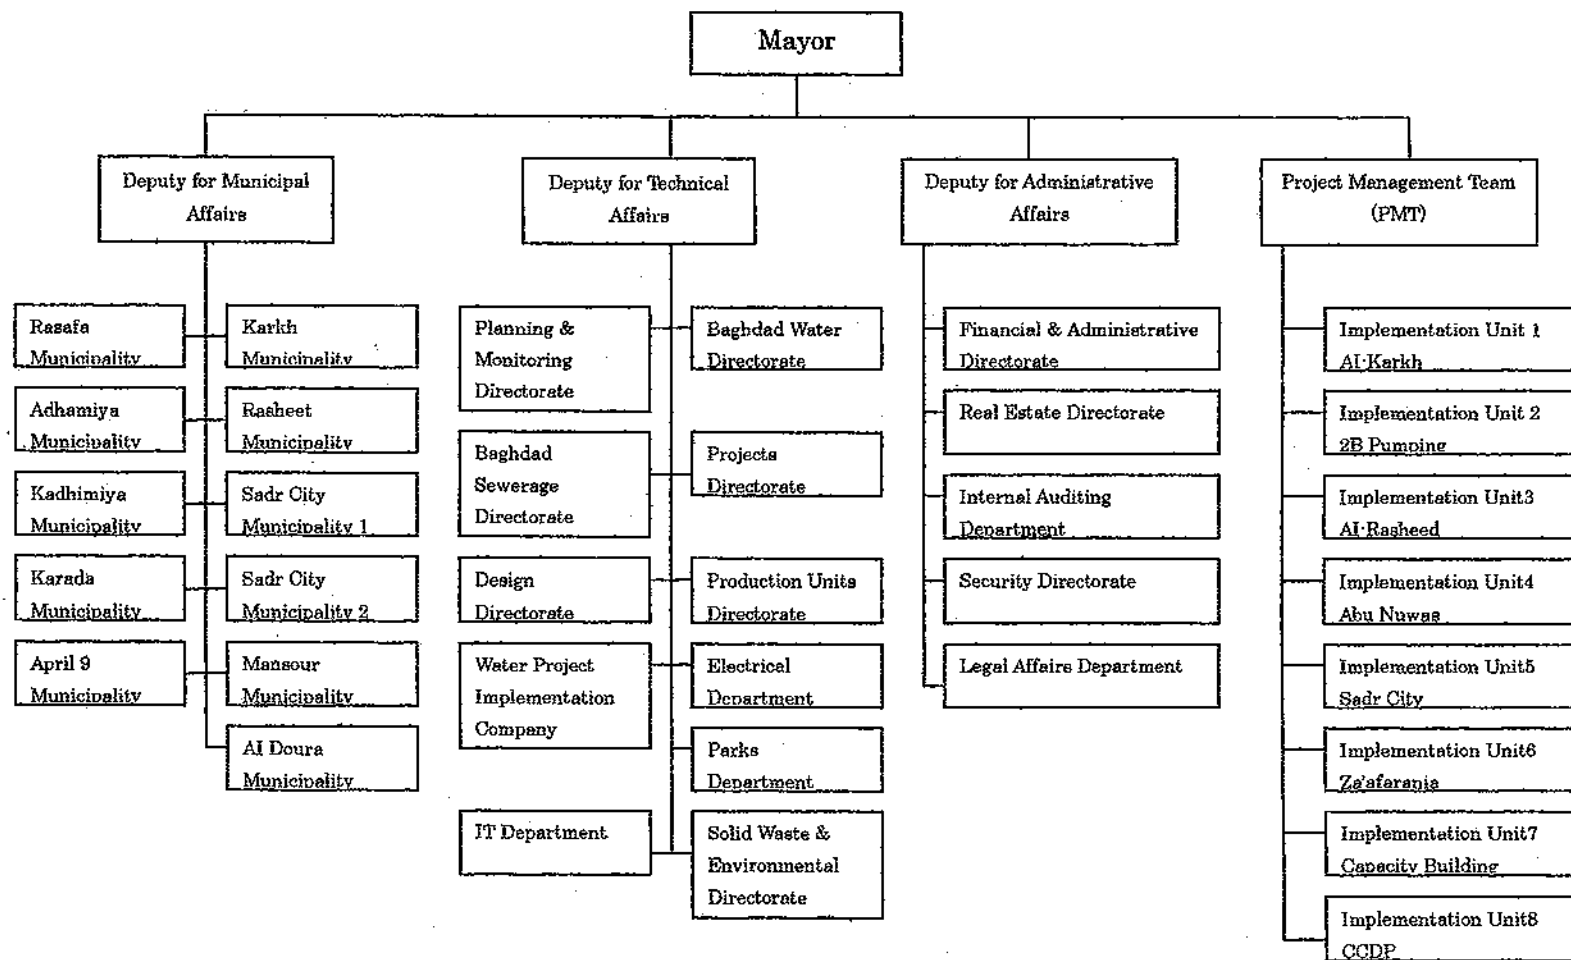 Mayor
Deputy for Municipal
Affairs
Deputy for Technical
Affairs
Deputy for Administrative
Affairs
Project Management Team
(PMT)
Rasafa
Municipality
Karkh
Municipality
Adhamiya
Municipality
Rasheet
Municipality
Kadhimiya
Municipality
Sadr City
Municipality 1
Karada
Municipality
Sadr City
Municipality 2
April 9
Municipality
Mansour
Municipality
AI Doura
Municipality
Planning &
Monitoring
Directorate
Baghdad Water
Directorate
Baghdad
Sewerage
Directorate
Projects
Directorate
Design
Directorate
Production Units
Directorate
Water Project
Implementation
Company
Electrical
Department
Parks
Department
IT Department
Solid Waste &
Environmental
Directorate
Financial & Administrative
Directorate
Real Estate Directorate
Internal Auditing
Department
Security Directorate
Legal Affairs Department
Implementation Unit 1
AI-Karkh
Implementation Unit 2
2B Pumping
Implementation Unit3
AI-Rasheed
Implementation Unit4
Abu Nuwas
Implementation Unit5
Sadr City
Implementation Unit6
Za'afarania
Implementation Unit7
Capacity Building
Implementation Unit8
CCDP